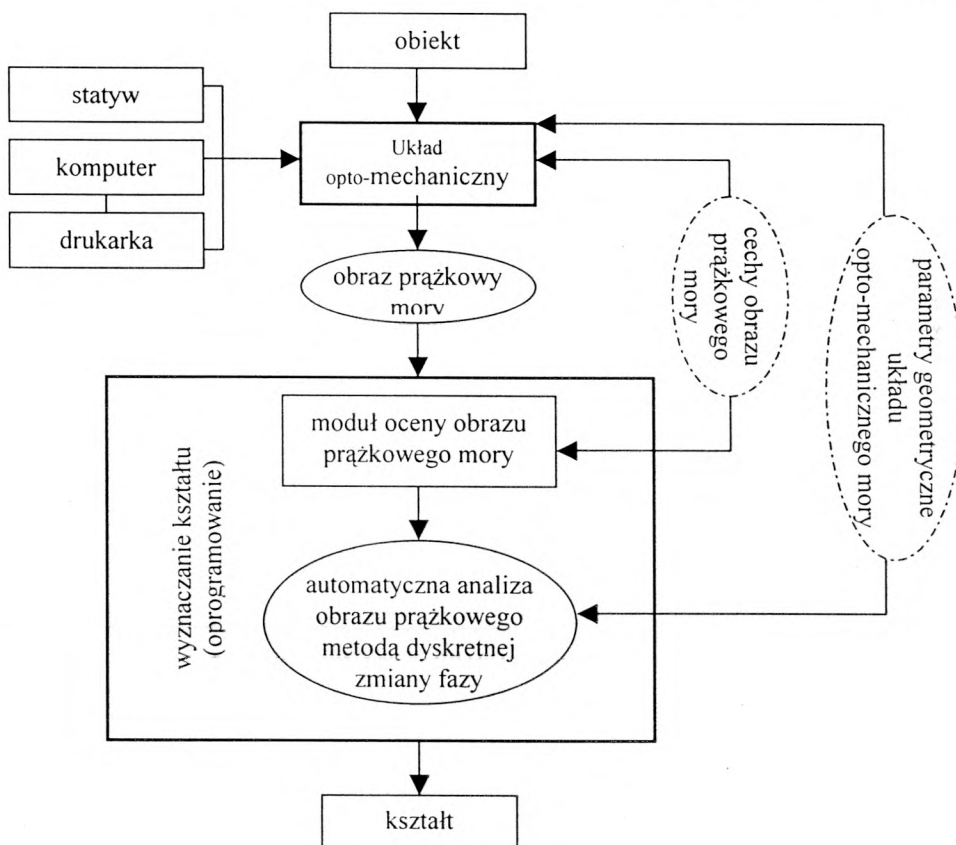 obiekt
statyw
komputer
drukarka
Układ
opto-mechaniczny
obraz prążkowy
mory
cechy obrazu
prążkowego
mory
parametry geometryczne
układu
opto-mechanicznego mory
wyznaczanie kształtu
(oprogramowanie)
moduł oceny obrazu
prążkowego mory
automatyczna analiza
obrazu prążkowego
metodą dyskretnej
zmiany fazy
kształt